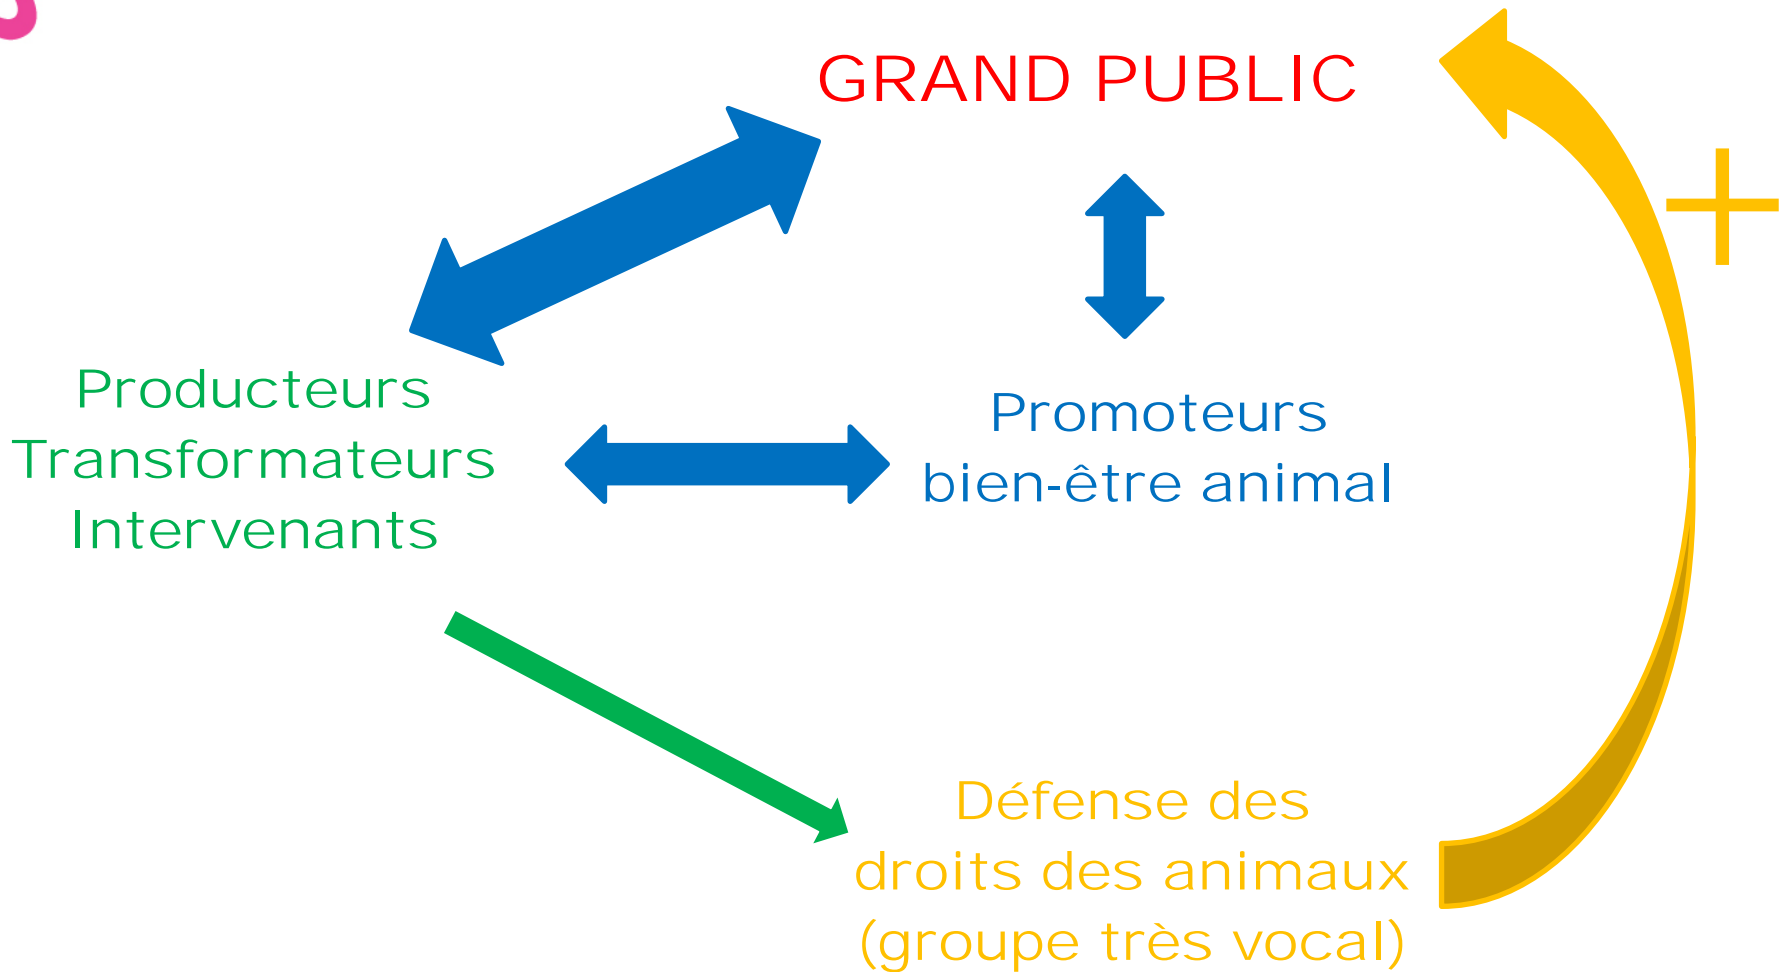 GRAND PUBLIC
+
Producteurs
Transformateurs
Intervenants
Promoteurs
bien-être animal
Défense des
droits des animaux
(groupe très vocal)